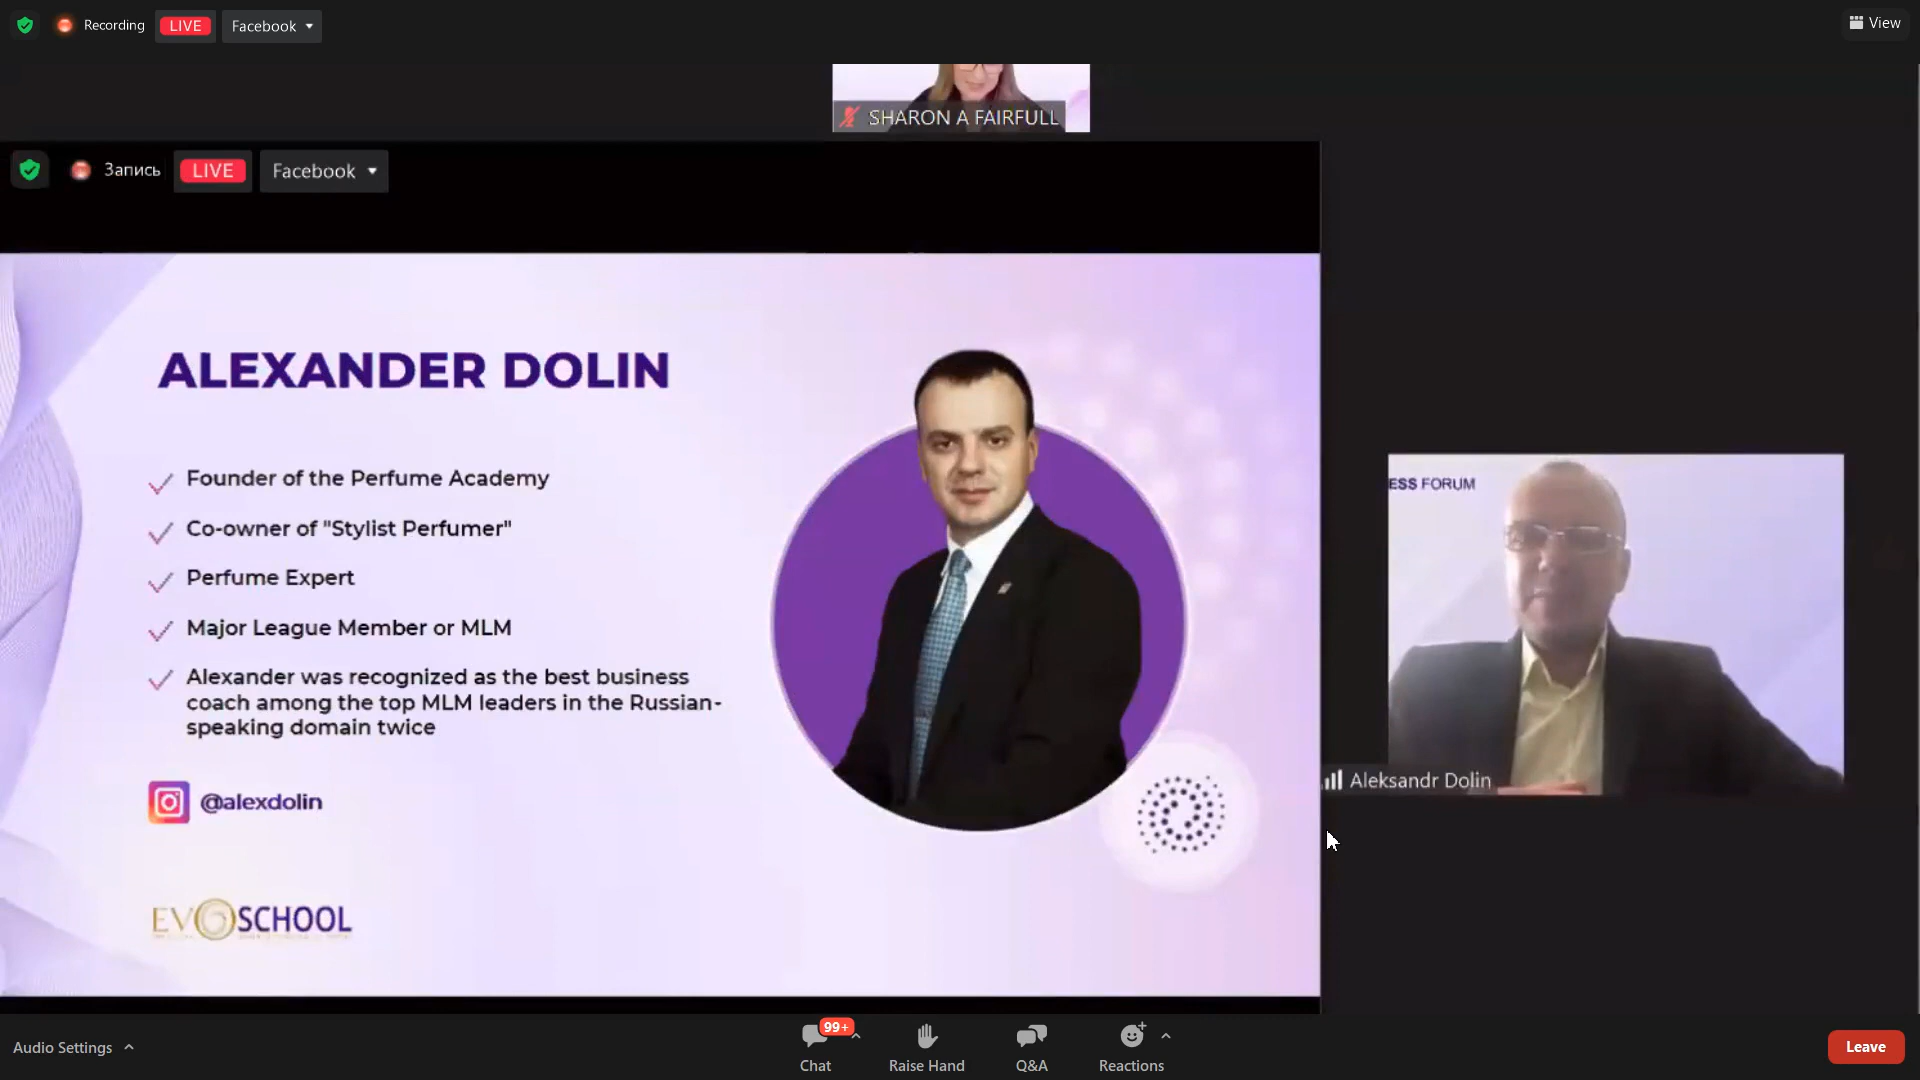 Recording
LIVE
Facebook
View
SHARON A FAIRFULL
Запись
LIVE
Facebook
ALEXANDER DOLIN
Founder of the Perfume Academy
Co-owner of "Stylist Perfumer"
Perfume Expert
Major League Member or MLM
Alexander was recognized as the best business
coach among the top MLM leaders in the Russian-
speaking domain twice
@alexdolin
EVOSCHOOL
ESS FORUM
Aleksandr Dolin
Audio Settings
99+
Chat
Raise Hand
Q&A
Reactions
Leave